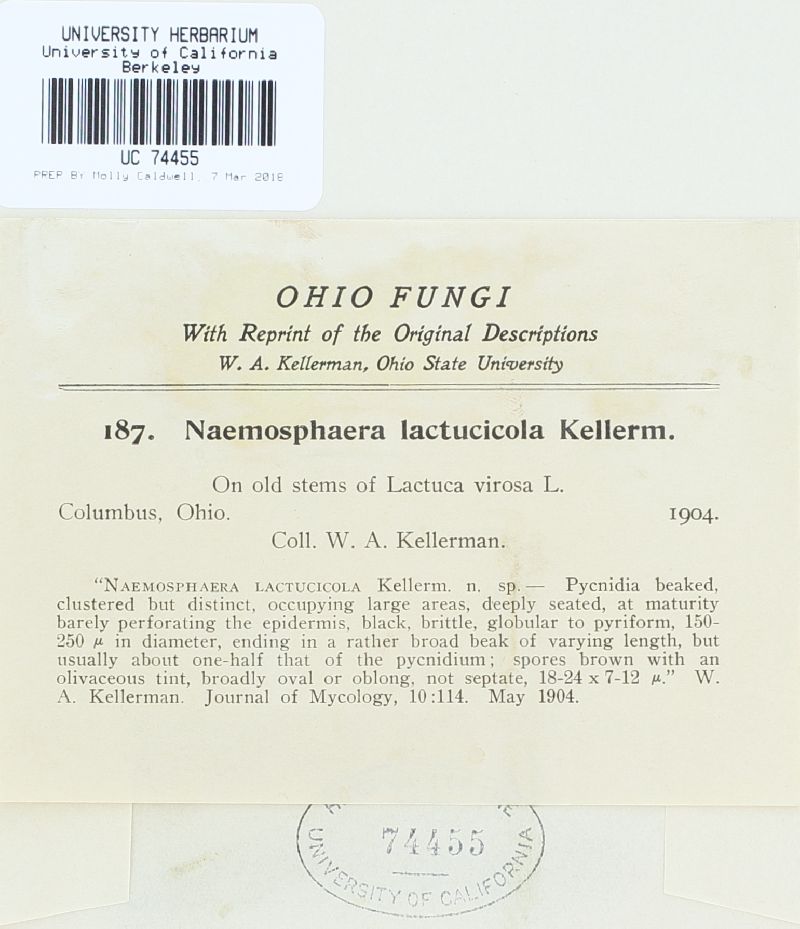 UNIVERSITY HERBARIUM
University of California
Berkeley
UC 74455
PREP BY Molly Caldwell, 7 Mar 2018
OHIO FUNGI
With Reprint of the Original Descriptions
W. A. Kellerman, Ohio State University
187. Naemosphaera lactucicola Kellerm.
On old stems of Lactuca virosa L.
Columbus, Ohio. 1904.
Coll. W. A. Kellerman.
"NAEMOSPHAERA LACTUCICOLA Kellerm. n. sp.— Pycnidia beaked,
clustered but distinct, occupying large areas, deeply seated, at maturity
barely perforating the epidermis, black, brittle, globular to pyriform, 150-
250 µ in diameter, ending in a rather broad beak of varying length, but
usually about one-half that of the pycnidium; spores brown with an
olivaceous tint, broadly oval or oblong, not septate, 18-24 x 7-12 µ." W.
A. Kellerman. Journal of Mycology, 10:114. May 1904.
74455
UNIVERSITY OF CALIFORNIA